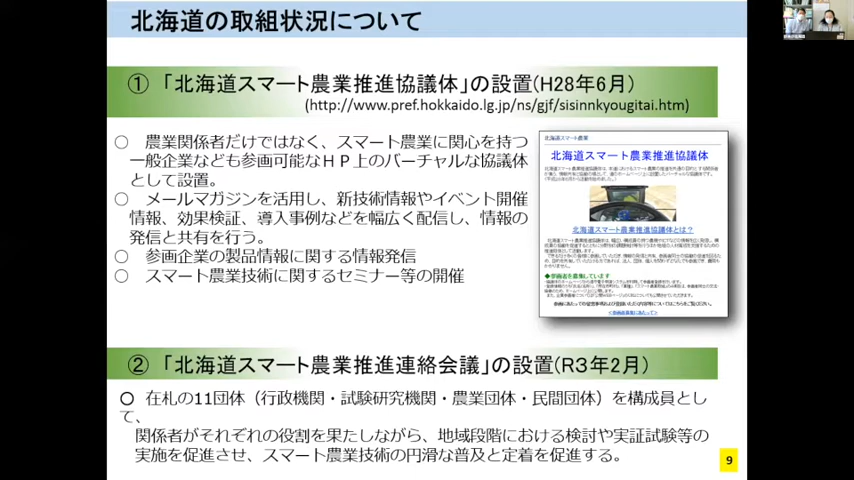 北海道の取組状況について
① 「北海道スマート農業推進協議体」の設置(H28年6月)
(http://www.pref.hokkaido.lg.jp/ns/gjf/sisinnkyougitai.htm)
○ 農業関係者だけではなく、スマート農業に関心を持つ
一般企業なども参画可能なＨＰ上のバーチャルな協議体
として設置。
○ メールマガジンを活用し、新技術情報やイベント開催
情報、効果検証、導入事例などを幅広く配信し、情報の
発信と共有を行う。
○ 参画企業の製品情報に関する情報発信
○ スマート農業技術に関するセミナー等の開催
北海道スマート農業
北海道スマート農業推進協議体
北海道スマート農業推進協議体とは？
◆参画者を募集しています
② 「北海道スマート農業推進連絡会議」の設置(R３年２月)
○ 在札の11団体（行政機関・試験研究機関・農業団体・民間団体）を構成員とし
て、
関係者がそれぞれの役割を果たしながら、地域段階における検討や実証試験等の
実施を促進させ、スマート農業技術の円滑な普及と定着を促進する。
9